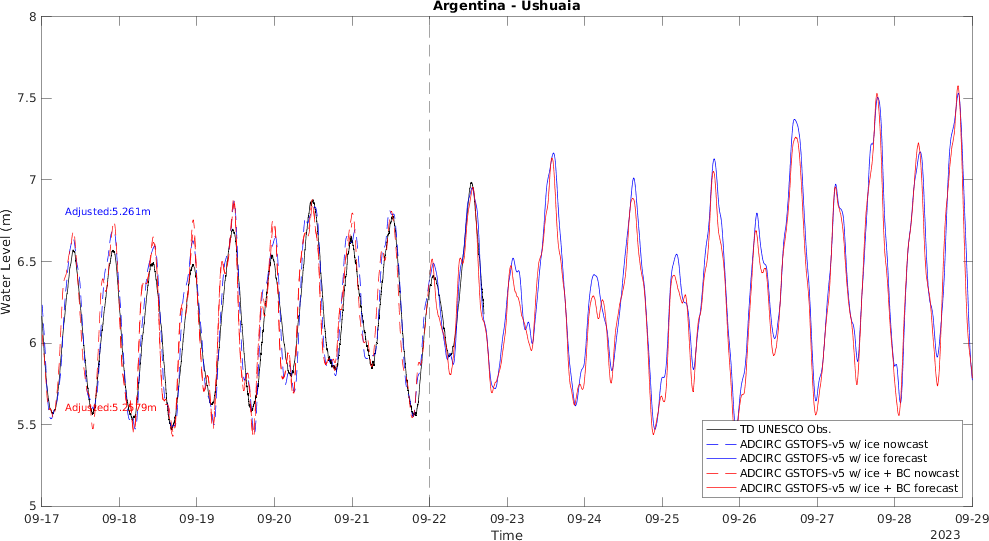 Argentina - Ushuaia
8
7.5
7
6.5
6
5.5
5
Water Level (m)
Adjusted:5.261m
TD UNESCO Obs.
ADCIRC GSTOFS-v5 w/ ice nowcast
ADCIRC GSTOFS-v5 w/ ice forecast
ADCIRC GSTOFS-v5 w/ ice + BC nowcast
ADCIRC GSTOFS-v5 w/ ice + BC forecast
09-17 09-18 09-19 09-20 09-21 09-22 09-23 09-24 09-25 09-26 09-27 09-28 09-29
Time
2023